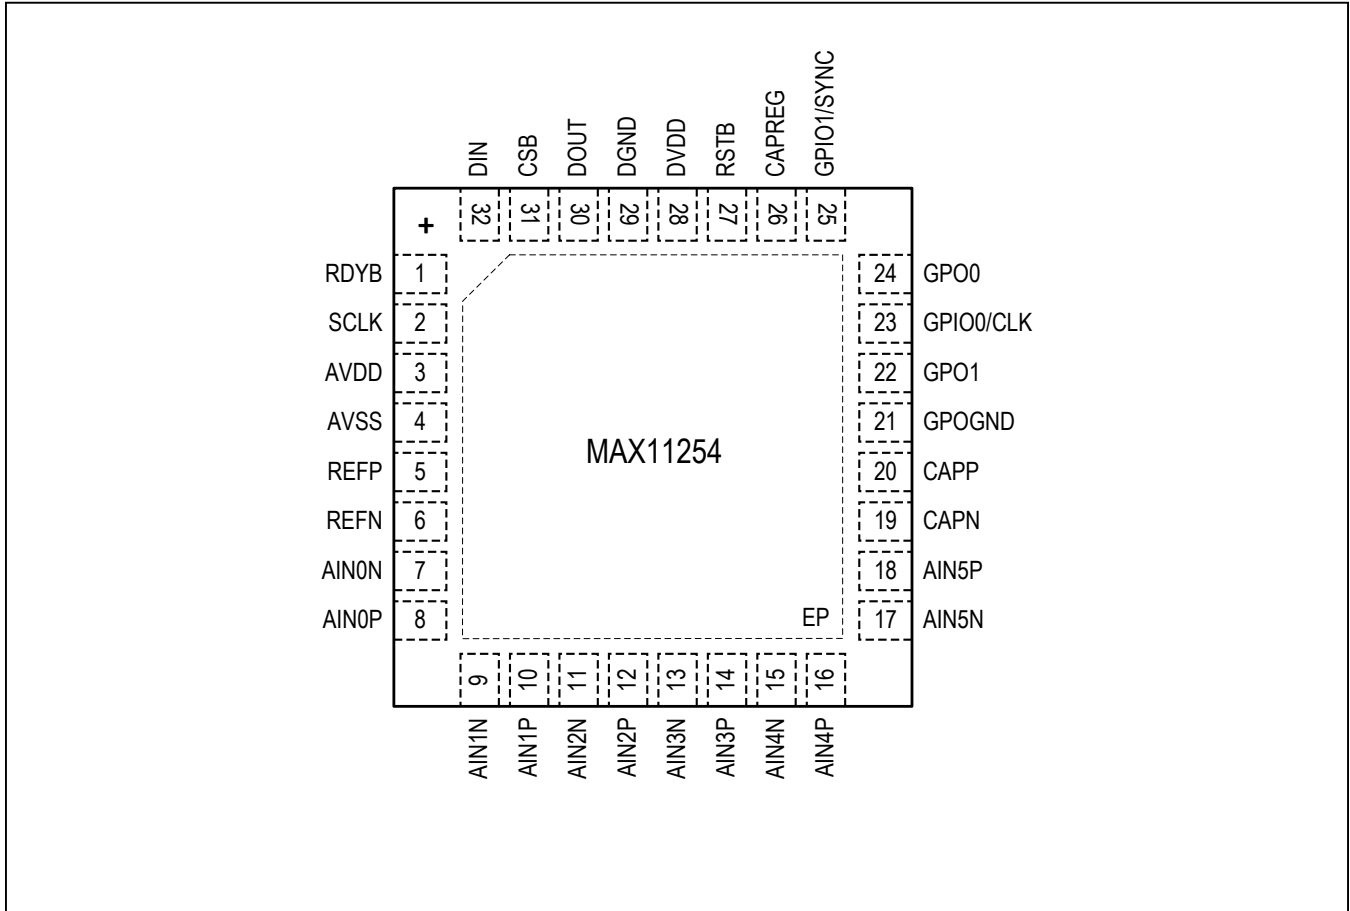 DIN
CSB
DOUT
DGND
DVDD
RSTB
CAPREG
GPIO1/SYNC
+
32
31
30
29
28
27
26
25
RDYB 1
SCLK 2
AVDD 3
AVSS 4
REFP 5
REFN 6
AIN0N 7
AIN0P 8
24 GPO0
23 GPIO0/CLK
22 GPO1
21 GPOGND
20 CAPP
19 CAPN
18 AIN5P
17 AIN5N
MAX11254
EP
9
10
11
12
13
14
15
16
AIN1N
AIN1P
AIN2N
AIN2P
AIN3N
AIN3P
AIN4N
AIN4P